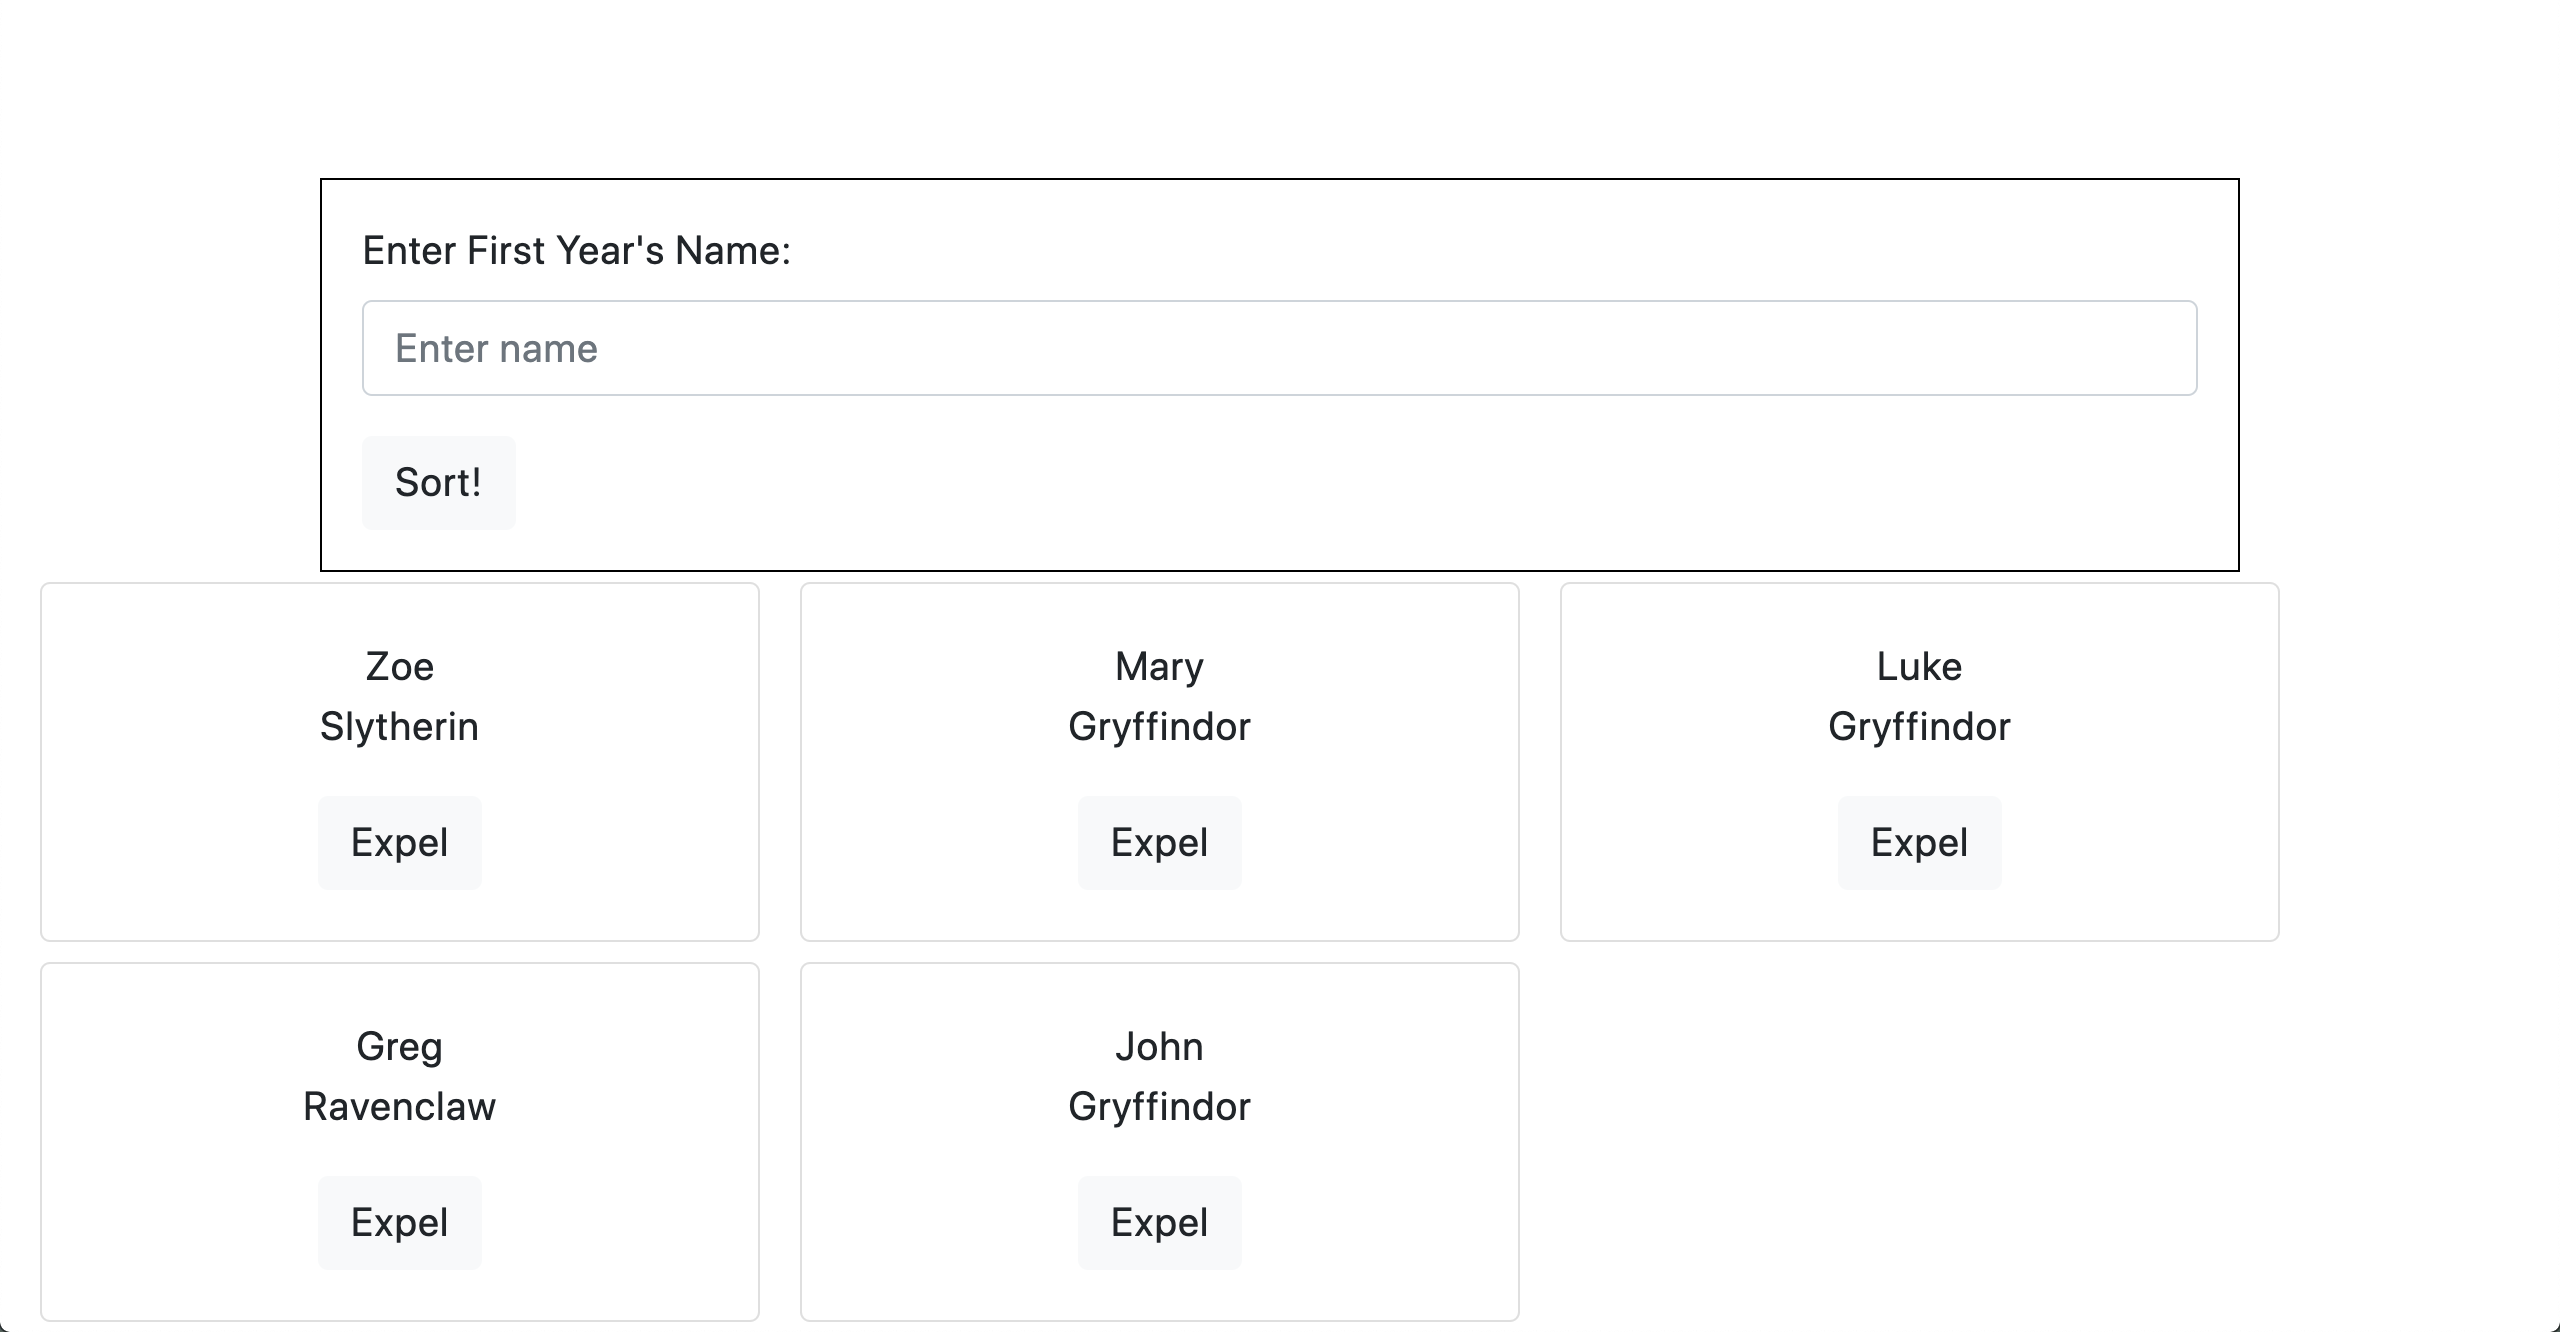 Enter First Year's Name:
Enter name
Sort!
Zoe
Slytherin
Expel
Mary
Gryffindor
Expel
Luke
Gryffindor
Expel
Greg
Ravenclaw
Expel
John
Gryffindor
Expel